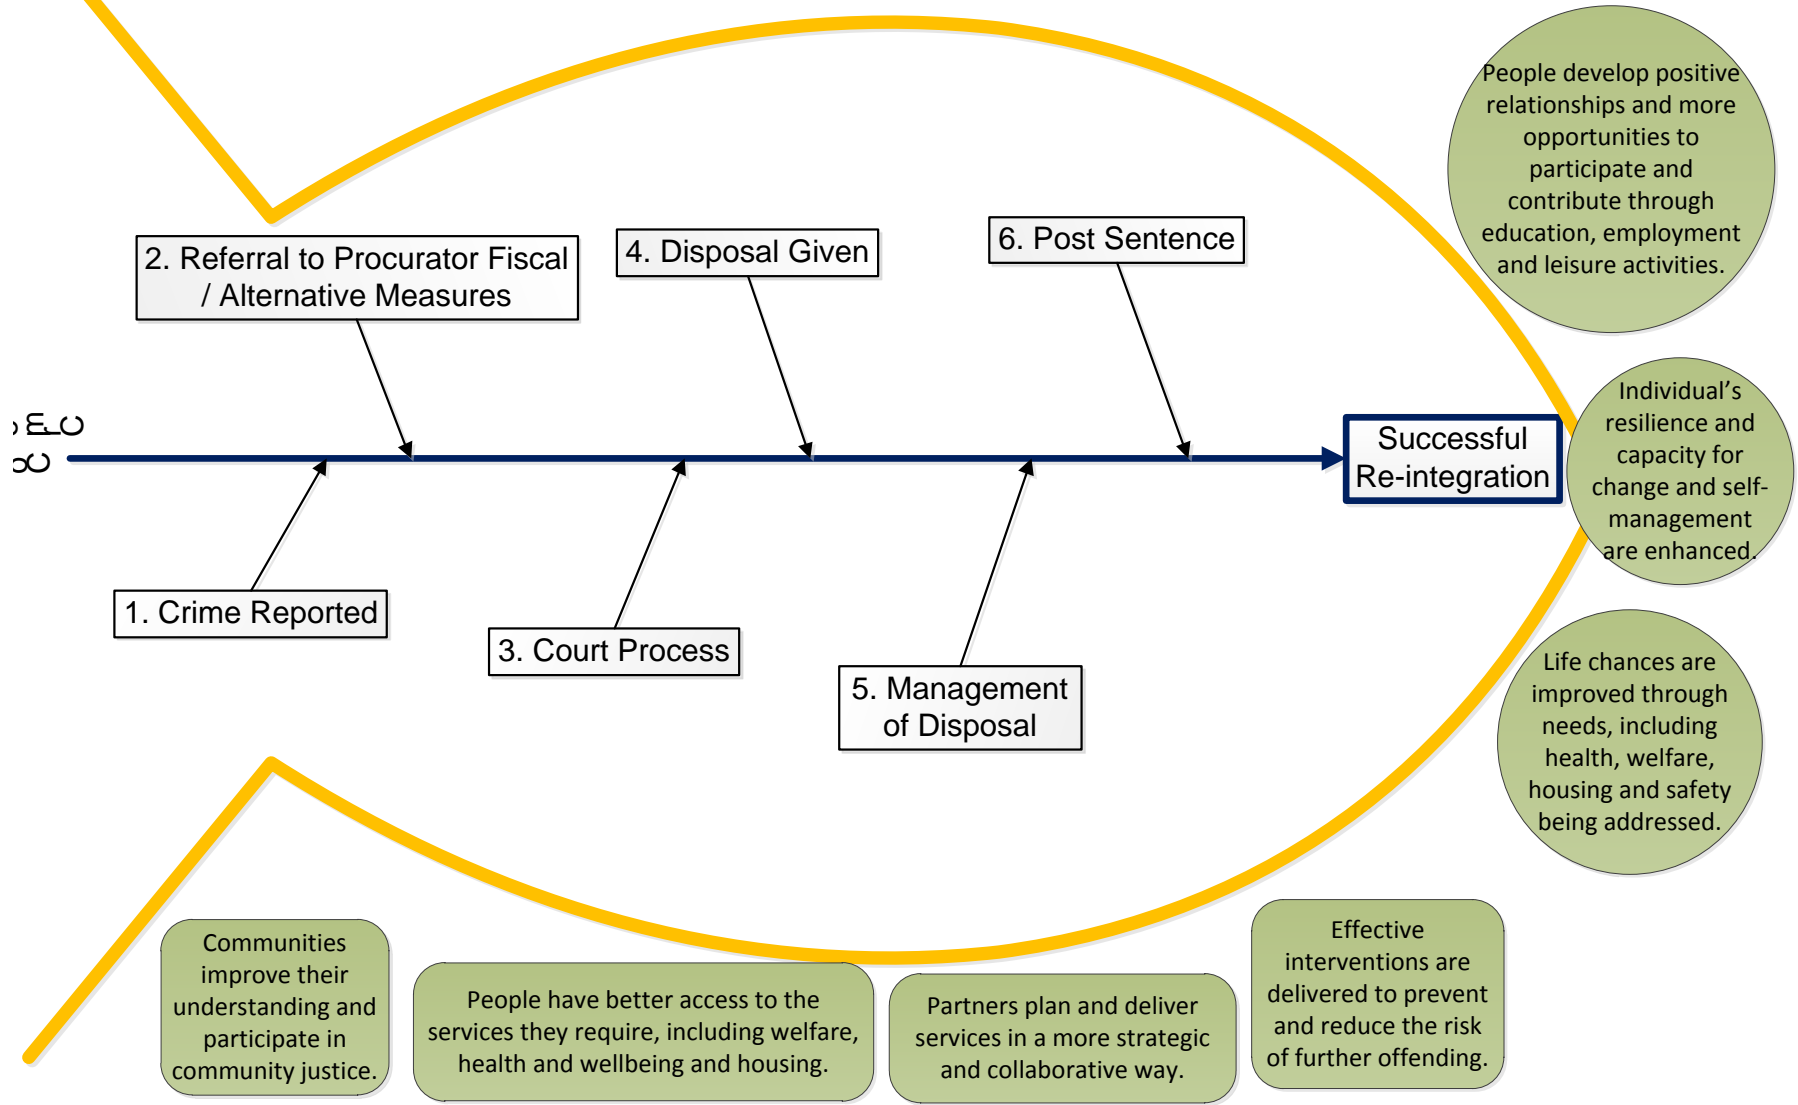 People develop positive
relationships and more
opportunities to
participate and
contribute through
education, employment
and leisure activities.
2. Referral to Procurator Fiscal
/ Alternative Measures
4. Disposal Given
6. Post Sentence
Successful
Re-integration
Individual’s
resilience and
capacity for
change and self-
management
are enhanced.
1. Crime Reported
3. Court Process
5. Management
of Disposal
Life chances are
improved through
needs, including
health, welfare,
housing and safety
being addressed.
Communities
improve their
understanding and
participate in
community justice.
People have better access to the
services they require, including welfare,
health and wellbeing and housing.
Partners plan and deliver
services in a more strategic
and collaborative way.
Effective
interventions are
delivered to prevent
and reduce the risk
of further offending.